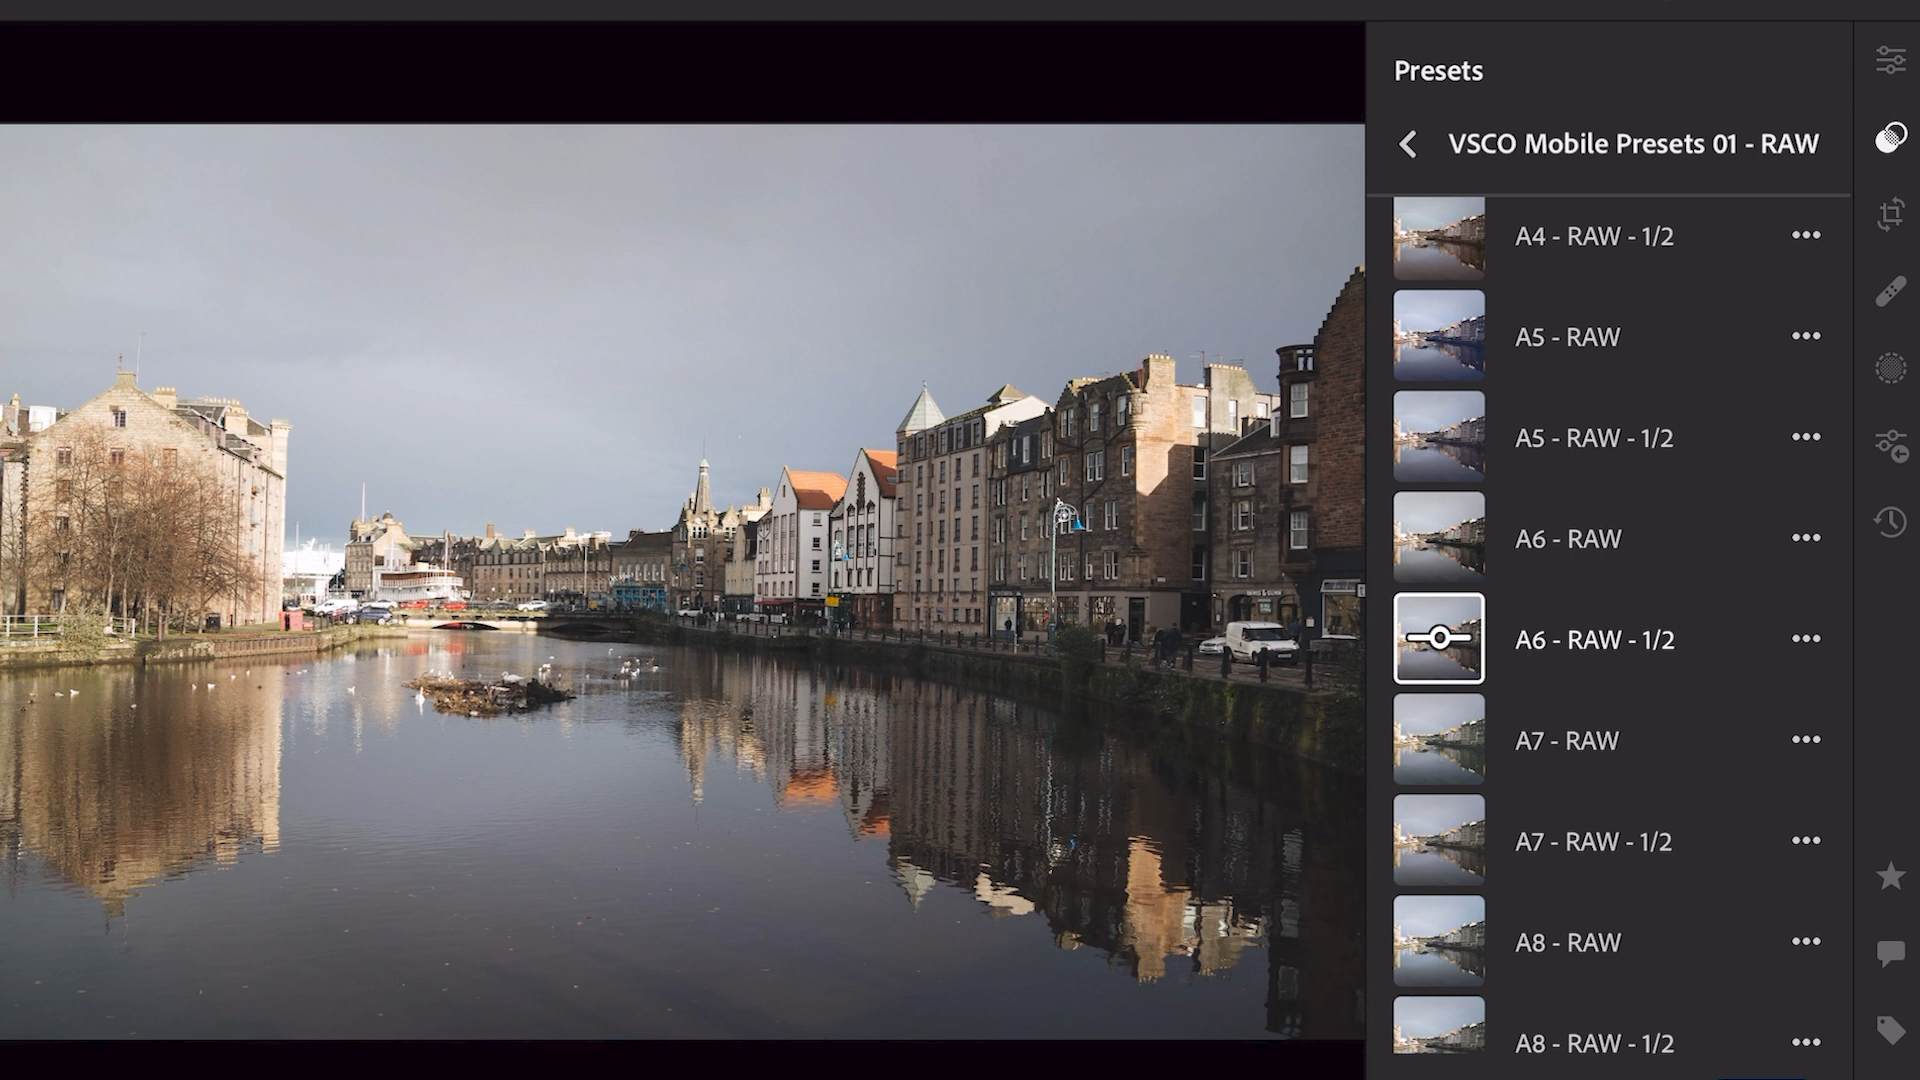 Presets
VSCO Mobile Presets 01 - RAW
A4 - RAW - 1/2
A5 - RAW
A5 - RAW - 1/2
A6 - RAW
A6 - RAW - 1/2
A7 - RAW
A7 - RAW - 1/2
A8 - RAW
A8 - RAW - 1/2